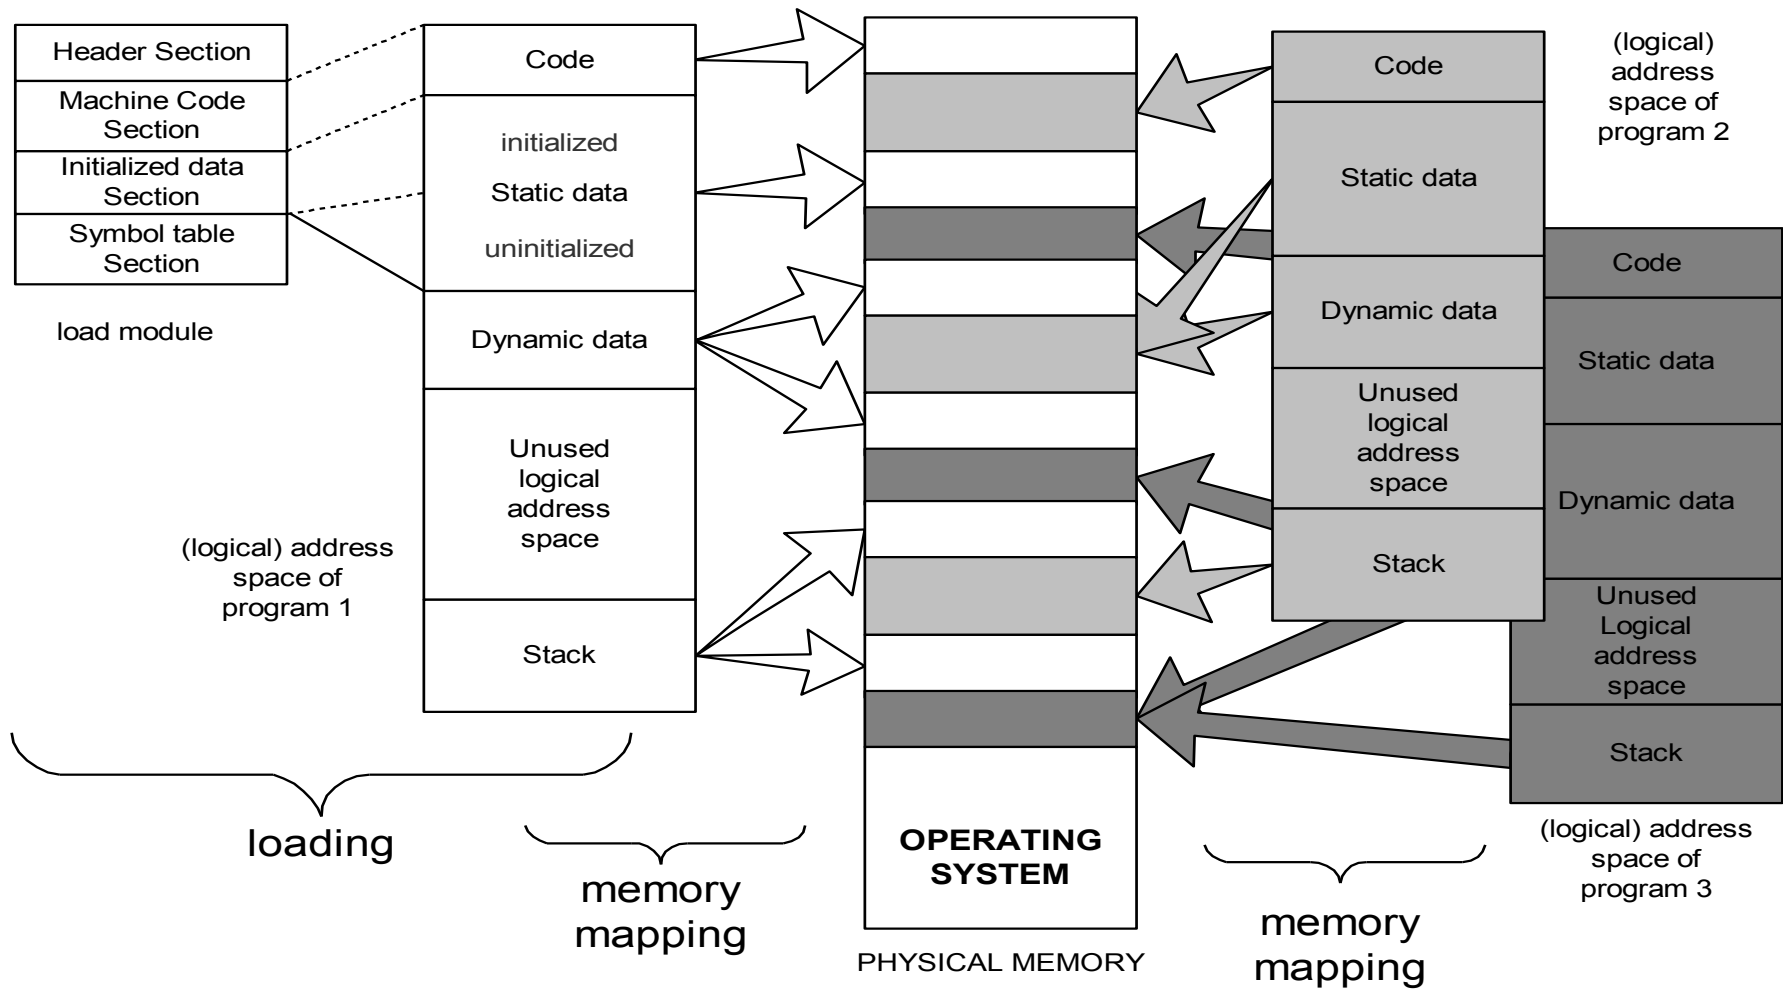 Header Section
Machine Code
Section
Initialized data
Section
Symbol table
Section
load module
Code
initialized
Static data
uninitialized
Dynamic data
Unused
logical
address
space
Stack
(logical) address
space of
program 1
loading
memory
mapping
OPERATING
SYSTEM
PHYSICAL MEMORY
Code
Static data
Dynamic data
Unused
logical
address
space
Stack
(logical)
address
space of
program 2
Code
Static data
Dynamic data
Unused
Logical
address
space
Stack
(logical) address
space of
program 3
memory
mapping